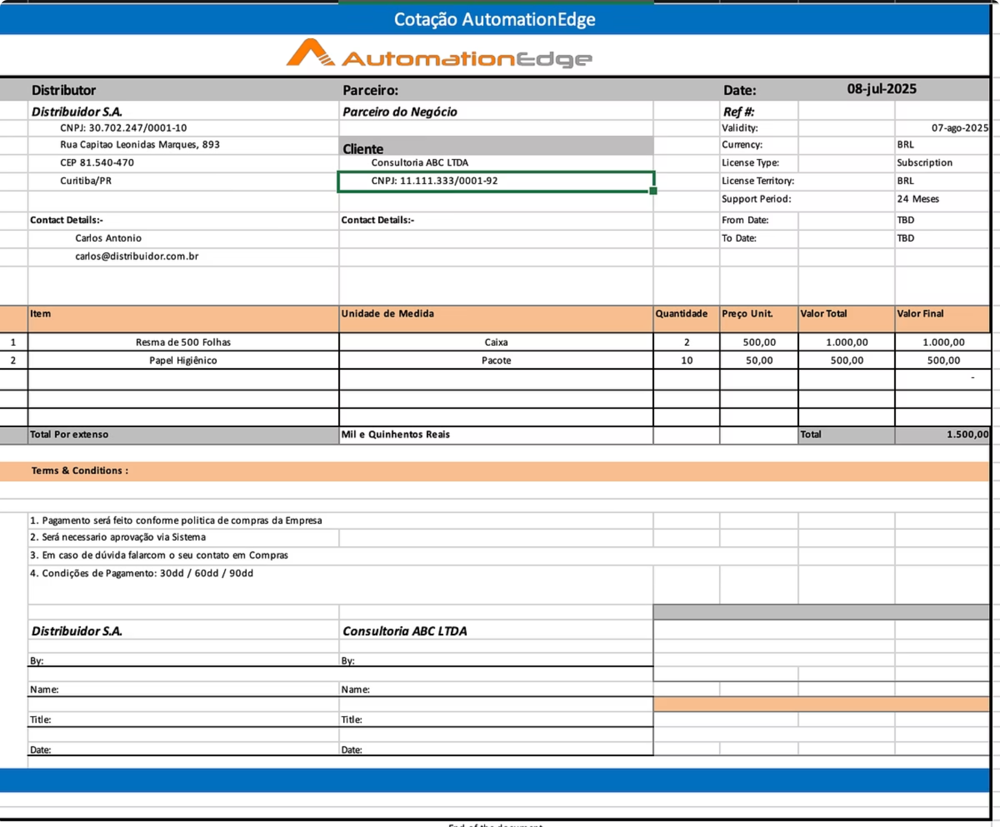 Cotação AutomationEdge
AutomationEdge
Distributor Parceiro: Date: 08-jul-2025
Distribuidor S.A. Parceiro do Negócio Ref #:
CNPJ: 30.702.247/0001-10 Validity: 07-ago-2025
Rua Capitao Leonidas Marques, 893 Cliente Currency: BRL
CEP 81.540-470 Consultoria ABC LTDA License Type: Subscription
Curitiba/PR CNPJ: 11.111.333/0001-92 License Territory: BRL
Support Period: 24 Meses
Contact Details:- Contact Details:- From Date: TBD
Carlos Antonio To Date: TBD
carlos@distribuidor.com.br
Item Unidade de Medida Quantidade Preço Unit. Valor Total Valor Final
1 Resma de 500 Folhas Caixa 2 500,00 1.000,00 1.000,00
2 Papel Higiênico Pacote 10 50,00 500,00 500,00
-
Total Por extenso Mil e Quinhentos Reais Total 1.500,00
Terms & Conditions :
1. Pagamento será feito conforme politica de compras da Empresa
2. Será necessario aprovação via Sistema
3. Em caso de dúvida falarcom o seu contato em Compras
4. Condições de Pagamento: 30dd / 60dd / 90dd
Distribuidor S.A. Consultoria ABC LTDA
By: By:
Name: Name:
Title: Title:
Date: Date:
End of the document